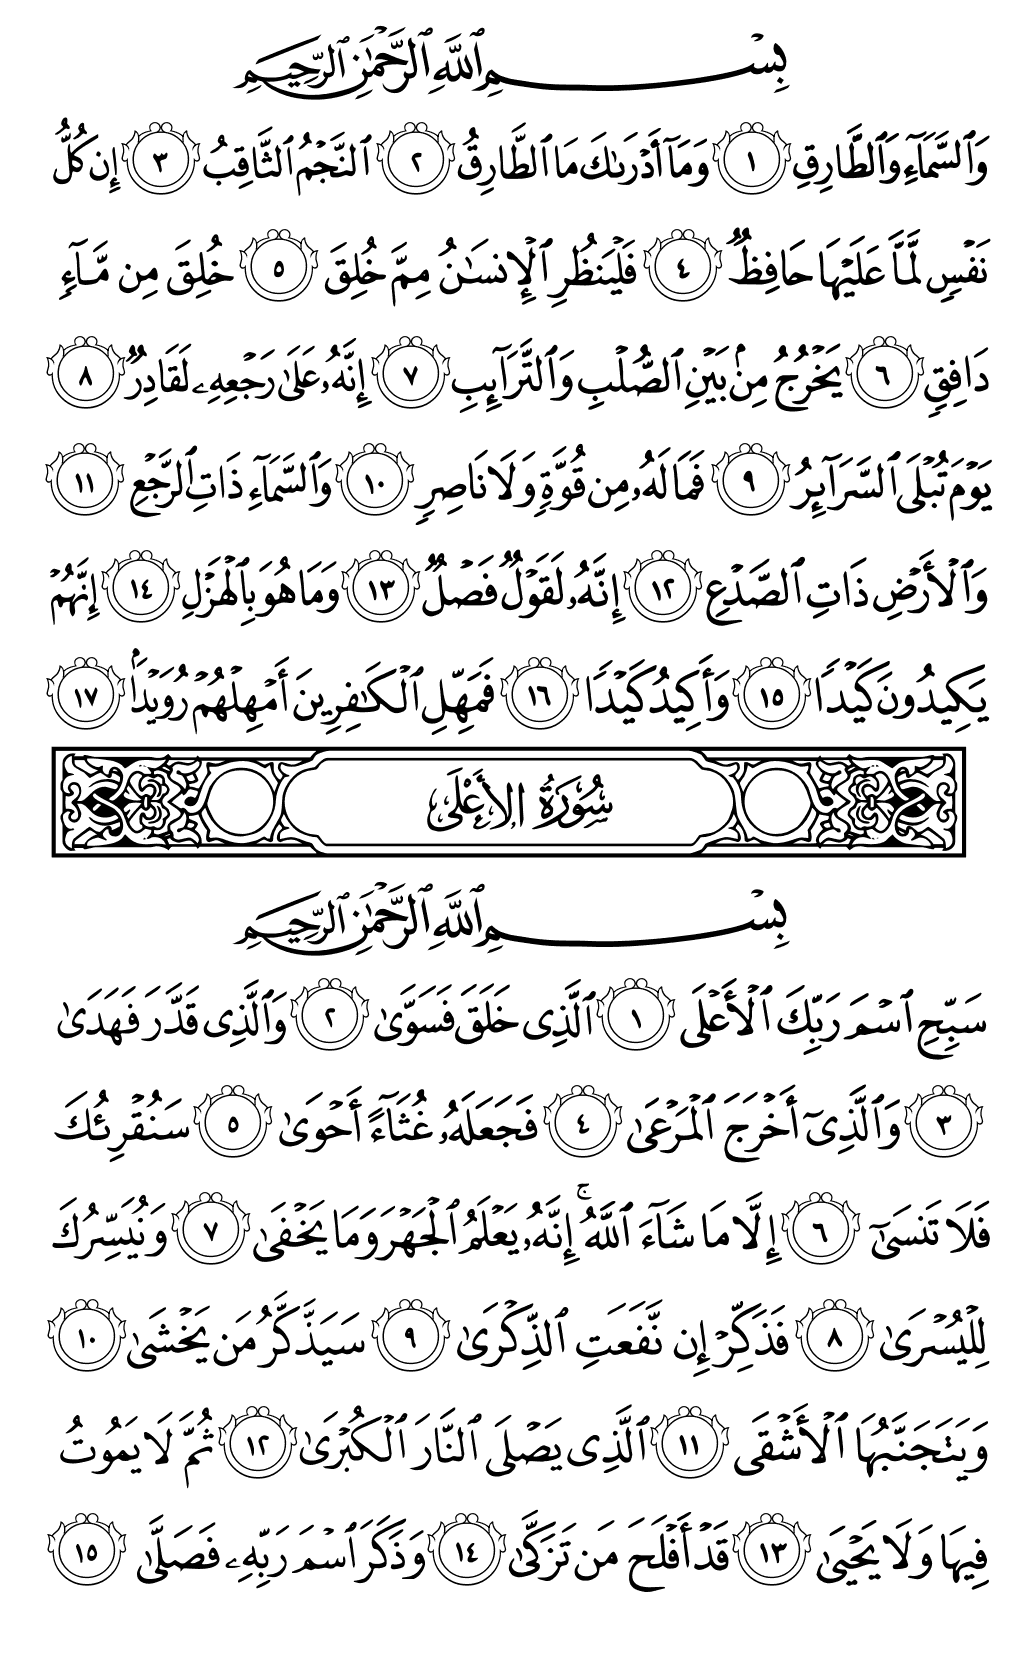 بِسْمِ ٱللَّهِ ٱلرَّحْمَٰنِ ٱلرَّحِيمِ
وَٱلسَّمَآءِ وَٱلطَّارِقِ ١ وَمَآ أَدْرَىٰكَ مَا ٱلطَّارِقُ ٢ ٱلنَّجْمُ ٱلثَّاقِبُ ٣ إِن كُلُّ
نَفْسٍ لَّمَّا عَلَيْهَا حَافِظٌ ٤ فَلْيَنظُرِ ٱلْإِنسَٰنُ مِمَّ خُلِقَ ٥ خُلِقَ مِن مَّآءٍ
دَافِقٍ ٦ يَخْرُجُ مِنۢ بَيْنِ ٱلصُّلْبِ وَٱلتَّرَآئِبِ ٧ إِنَّهُۥ عَلَىٰ رَجْعِهِۦ لَقَادِرٌ ٨
يَوْمَ تُبْلَى ٱلسَّرَآئِرُ ٩ فَمَا لَهُۥ مِن قُوَّةٍ وَلَا نَاصِرٍ ١٠ وَٱلسَّمَآءِ ذَاتِ ٱلرَّجْعِ ١١
وَٱلْأَرْضِ ذَاتِ ٱلصَّدْعِ ١٢ إِنَّهُۥ لَقَوْلٌ فَصْلٌ ١٣ وَمَا هُوَ بِٱلْهَزْلِ ١٤ إِنَّهُمْ
يَكِيدُونَ كَيْدًا ١٥ وَأَكِيدُ كَيْدًا ١٦ فَمَهِّلِ ٱلْكَٰفِرِينَ أَمْهِلْهُمْ رُوَيْدًۢا ١٧
سُورَةُ الأَعْلَى
بِسْمِ ٱللَّهِ ٱلرَّحْمَٰنِ ٱلرَّحِيمِ
سَبِّحِ ٱسْمَ رَبِّكَ ٱلْأَعْلَى ١ ٱلَّذِى خَلَقَ فَسَوَّىٰ ٢ وَٱلَّذِى قَدَّرَ فَهَدَىٰ
٣ وَٱلَّذِىٓ أَخْرَجَ ٱلْمَرْعَىٰ ٤ فَجَعَلَهُۥ غُثَآءً أَحْوَىٰ ٥ سَنُقْرِئُكَ
فَلَا تَنسَىٰٓ ٦ إِلَّا مَا شَآءَ ٱللَّهُ ۚ إِنَّهُۥ يَعْلَمُ ٱلْجَهْرَ وَمَا يَخْفَىٰ ٧ وَنُيَسِّرُكَ
لِلْيُسْرَىٰ ٨ فَذَكِّرْ إِن نَّفَعَتِ ٱلذِّكْرَىٰ ٩ سَيَذَّكَّرُ مَن يَخْشَىٰ ١٠
وَيَتَجَنَّبُهَا ٱلْأَشْقَى ١١ ٱلَّذِى يَصْلَى ٱلنَّارَ ٱلْكُبْرَىٰ ١٢ ثُمَّ لَا يَمُوتُ
فِيهَا وَلَا يَحْيَىٰ ١٣ قَدْ أَفْلَحَ مَن تَزَكَّىٰ ١٤ وَذَكَرَ ٱسْمَ رَبِّهِۦ فَصَلَّىٰ ١٥